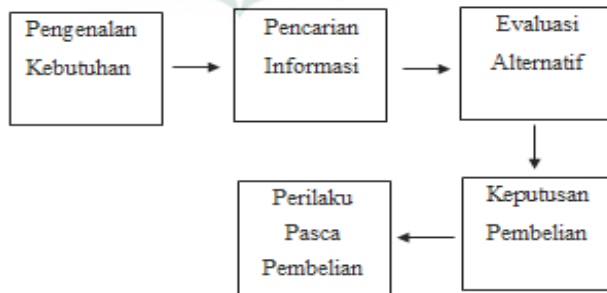 Pengenalan
Kebutuhan
Pencarian
Informasi
Evaluasi
Alternatif
Keputusan
Pembelian
Perilaku
Pasca
Pembelian